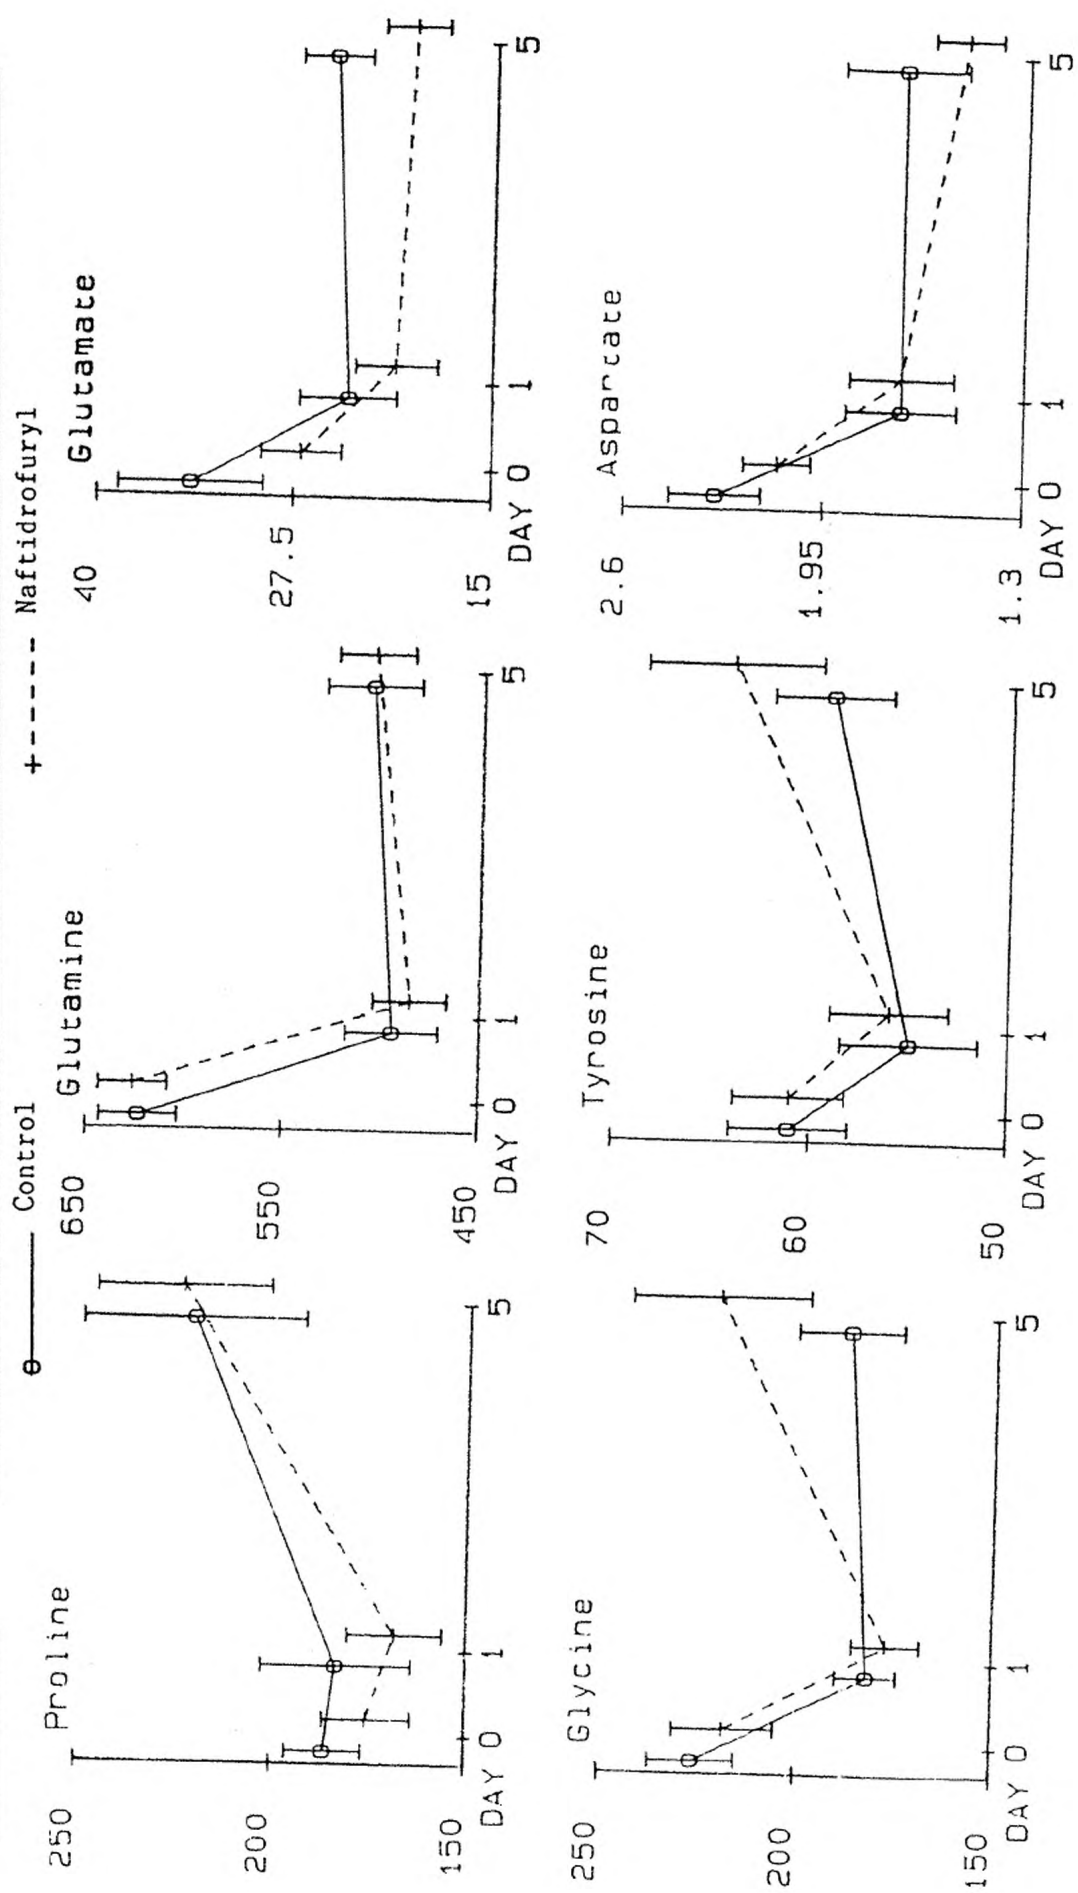 o—— Control +----- Naftidrofuryl
Proline
250
200
150
DAY 0 1 5
Glutamine
650
550
450
DAY 0 1 5
Glutamate
40
27.5
15
DAY 0 1 5
Glycine
250
200
150
DAY 0 1 5
Tyrosine
70
60
50
DAY 0 1 5
Aspartate
2.6
1.95
1.3
DAY 0 1 5